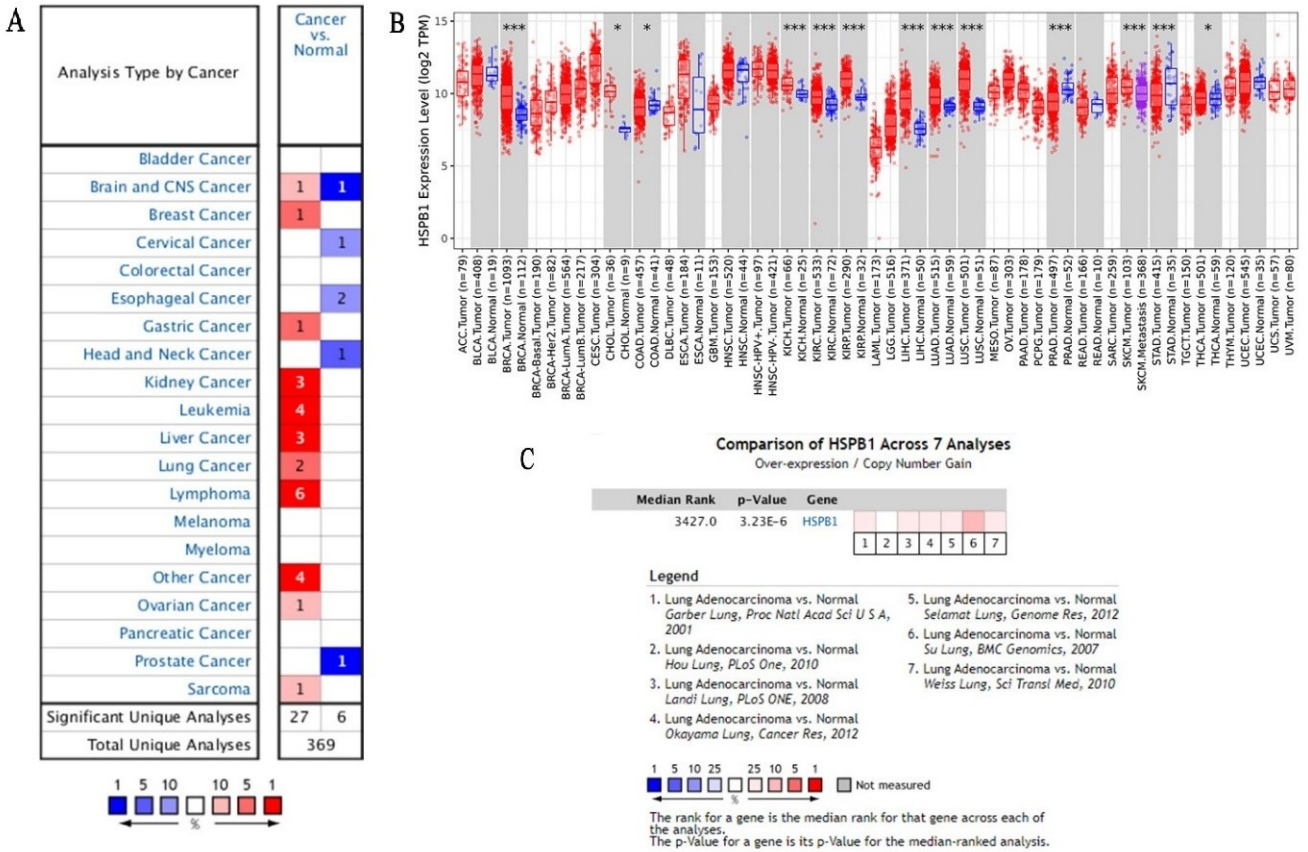 A
Analysis Type by Cancer
Cancer
vs.
Normal
Bladder Cancer
Brain and CNS Cancer 1 1
Breast Cancer 1
Cervical Cancer 1
Colorectal Cancer
Esophageal Cancer 2
Gastric Cancer 1
Head and Neck Cancer 1
Kidney Cancer 3
Leukemia 4
Liver Cancer 3
Lung Cancer 2
Lymphoma 6
Melanoma
Myeloma
Other Cancer 4
Ovarian Cancer 1
Pancreatic Cancer
Prostate Cancer 1
Sarcoma 1
Significant Unique Analyses 27 6
Total Unique Analyses 369
1 5 10 10 5 1
%
B
HSPB1 Expression Level (log2 TPM)
15
10
5
0
*** * * *** *** *** *** *** *** *** *** *** *
ACC.Tumor (n=79)
BLCA.Tumor (n=408)
BLCA.Normal (n=19)
BRCA.Tumor (n=1093)
BRCA.Normal (n=112)
BRCA-Basal.Tumor (n=190)
BRCA-Her2.Tumor (n=82)
BRCA-LumA.Tumor (n=564)
BRCA-LumB.Tumor (n=217)
CESC.Tumor (n=304)
CHOL.Tumor (n=36)
CHOL.Normal (n=9)
COAD.Tumor (n=457)
COAD.Normal (n=41)
DLBC.Tumor (n=48)
ESCA.Tumor (n=184)
ESCA.Normal (n=11)
GBM.Tumor (n=153)
HNSC.Tumor (n=520)
HNSC.Normal (n=44)
HNSC-HPV+.Tumor (n=97)
HNSC-HPV-.Tumor (n=421)
KICH.Tumor (n=66)
KICH.Normal (n=25)
KIRC.Tumor (n=533)
KIRC.Normal (n=72)
KIRP.Tumor (n=290)
KIRP.Normal (n=32)
LAML.Tumor (n=173)
LGG.Tumor (n=516)
LIHC.Tumor (n=371)
LIHC.Normal (n=50)
LUAD.Tumor (n=515)
LUAD.Normal (n=59)
LUSC.Tumor (n=501)
LUSC.Normal (n=51)
MESO.Tumor (n=87)
OV.Tumor (n=303)
PAAD.Tumor (n=178)
PCPG.Tumor (n=179)
PRAD.Tumor (n=497)
PRAD.Normal (n=52)
READ.Tumor (n=166)
READ.Normal (n=10)
SARC.Tumor (n=259)
SKCM.Tumor (n=103)
SKCM.Metastasis (n=368)
STAD.Tumor (n=415)
STAD.Normal (n=35)
TGCT.Tumor (n=150)
THCA.Tumor (n=501)
THCA.Normal (n=59)
THYM.Tumor (n=120)
UCEC.Tumor (n=545)
UCEC.Normal (n=35)
UCS.Tumor (n=57)
UVM.Tumor (n=80)
C
Comparison of HSPB1 Across 7 Analyses
Over-expression / Copy Number Gain
Median Rank p-Value Gene
3427.0 3.23E-6 HSPB1
1 2 3 4 5 6 7
Legend
1. Lung Adenocarcinoma vs. Normal
Garber Lung, Proc Natl Acad Sci U S A,
2001
2. Lung Adenocarcinoma vs. Normal
Hou Lung, PLoS One, 2010
3. Lung Adenocarcinoma vs. Normal
Landi Lung, PLoS ONE, 2008
4. Lung Adenocarcinoma vs. Normal
Okayama Lung, Cancer Res, 2012
5. Lung Adenocarcinoma vs. Normal
Selamat Lung, Genome Res, 2012
6. Lung Adenocarcinoma vs. Normal
Su Lung, BMC Genomics, 2007
7. Lung Adenocarcinoma vs. Normal
Weiss Lung, Sci Transl Med, 2010
1 5 10 25 25 10 5 1
Not measured
%
The rank for a gene is the median rank for that gene across each of
the analyses.
The p-Value for a gene is its p-Value for the median-ranked analysis.